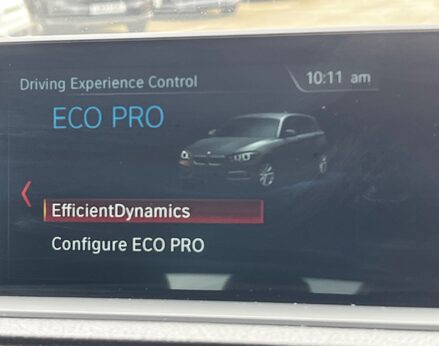 Driving Experience Control
10:11 am
ECO PRO
EfficientDynamics
Configure ECO PRO